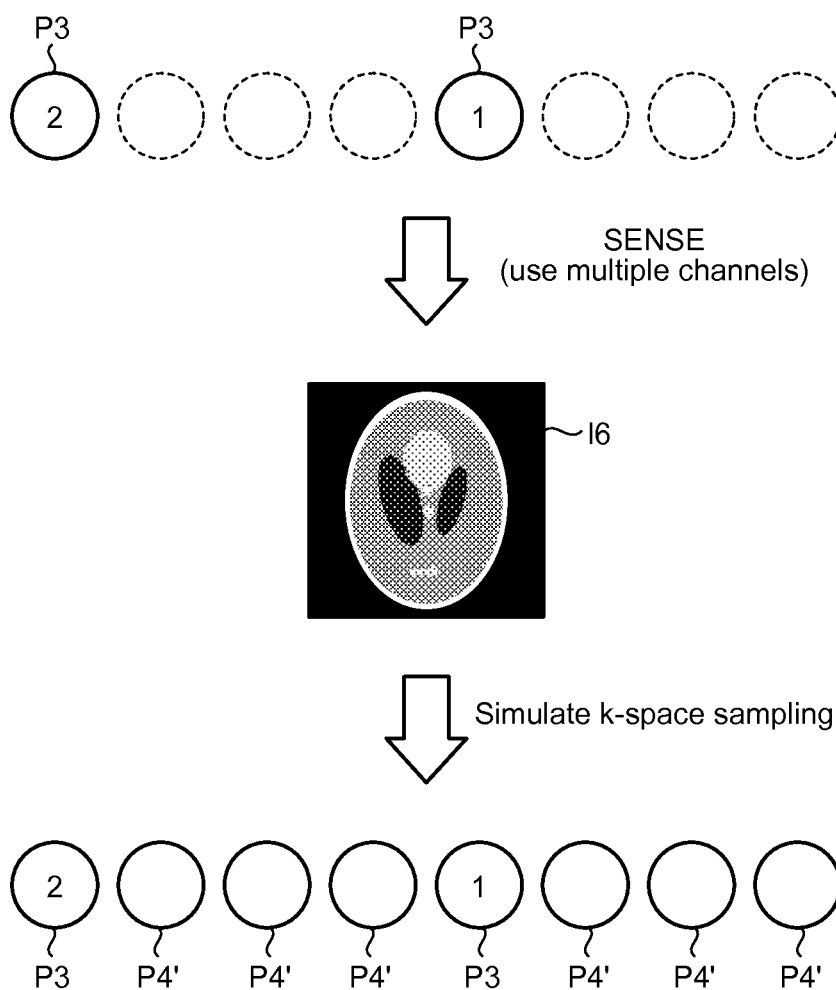 P3 P3
2 1
SENSE
(use multiple channels)
I6
Simulate k-space sampling
2 1
P3 P4' P4' P4' P3 P4' P4' P4'